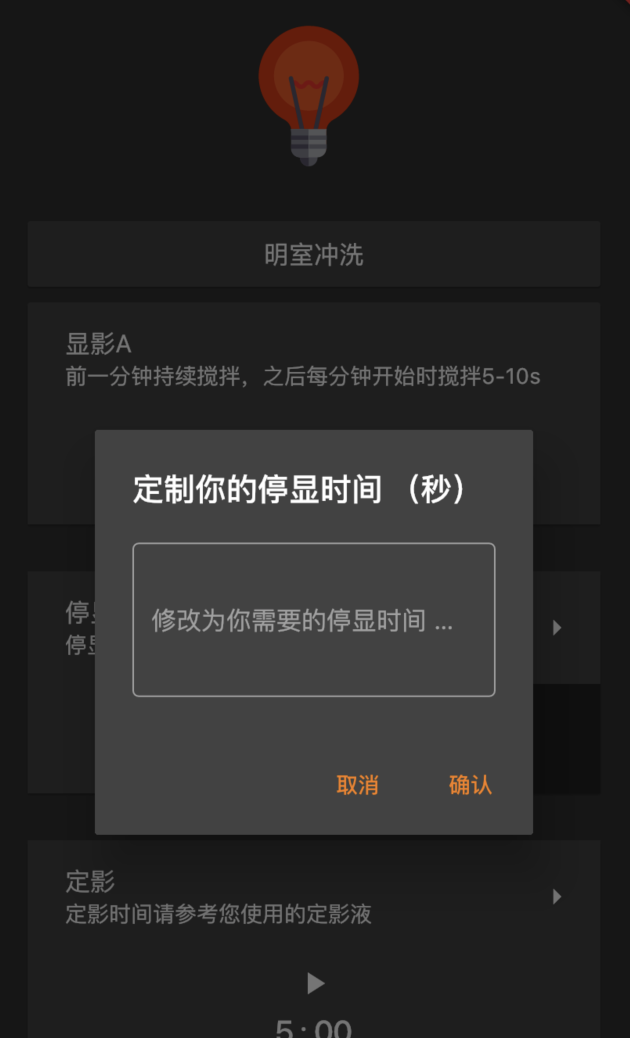 明室冲洗
显影A
前一分钟持续搅拌，之后每分钟开始时搅拌5-10s
定制你的停显时间 （秒）
修改为你需要的停显时间 ...
停显
停显
取消
确认
定影
定影时间请参考您使用的定影液
5:00